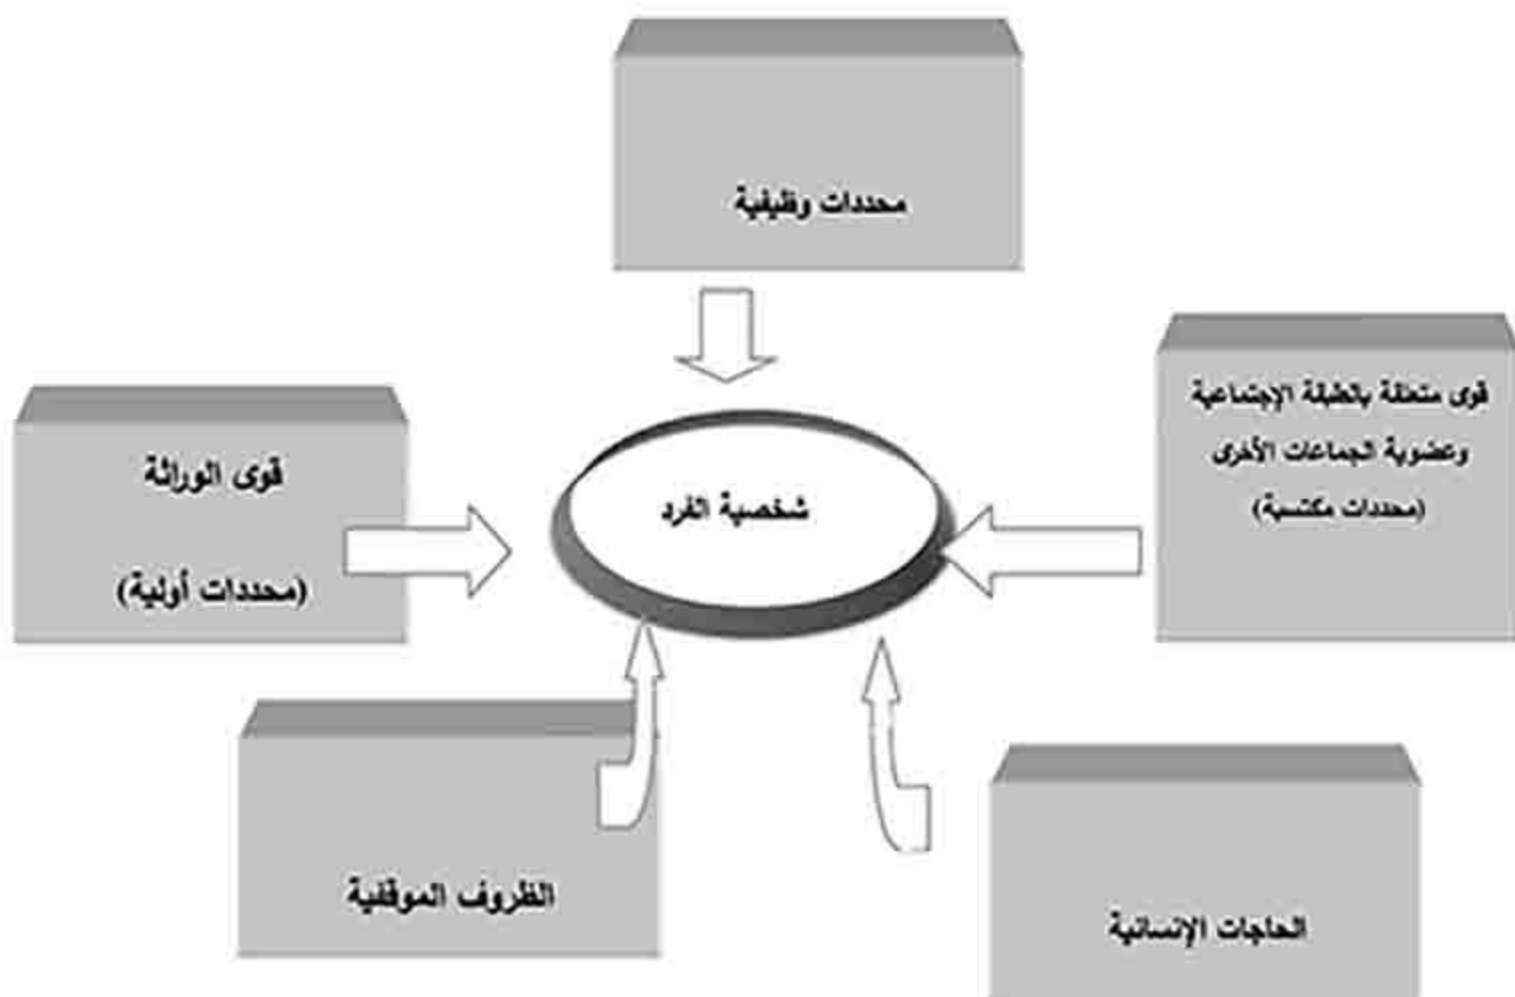 محددات وظيفية
قوى متعلقة بالطبقة الإجتماعية
وعضوية الجماعات الأخرى
(محددات مكتسبة)
قوى الوراثة
(محددات أولية)
شخصية الفرد
الظروف الموقفية
الحاجات الإنسانية